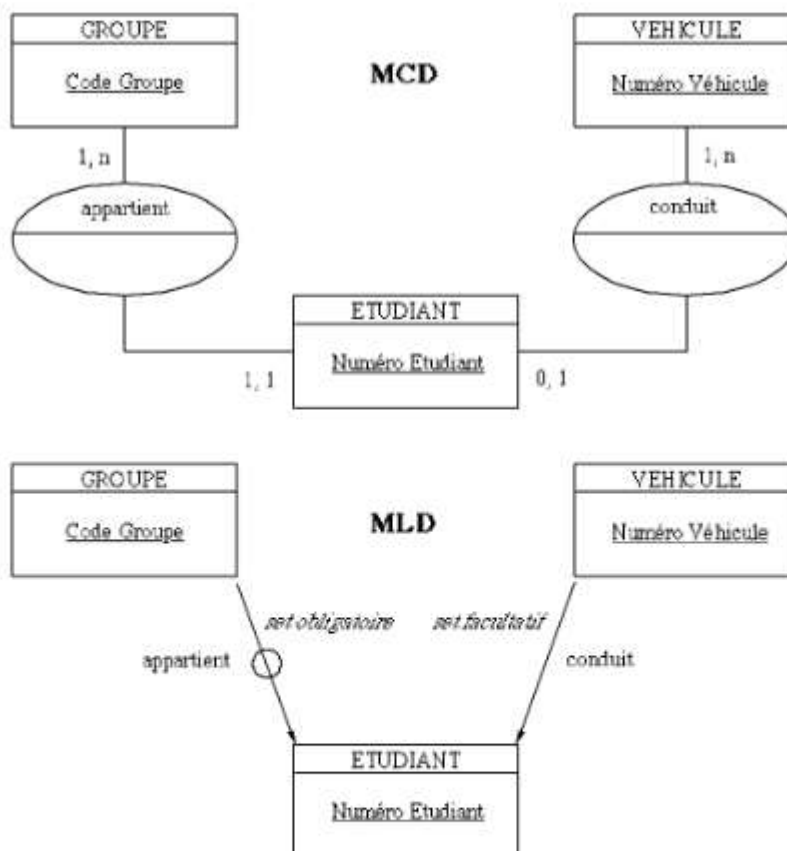 GROUPE
VEHICULE
Code Groupe
MCD
Numéro Véhicule
1, n
1, n
appartient
conduit
ETUDIANT
Numéro Etudiant
1, 1
0, 1
GROUPE
VEHICULE
Code Groupe
MLD
Numéro Véhicule
set obligatoire
set facultatif
appartient
conduit
ETUDIANT
Numéro Etudiant